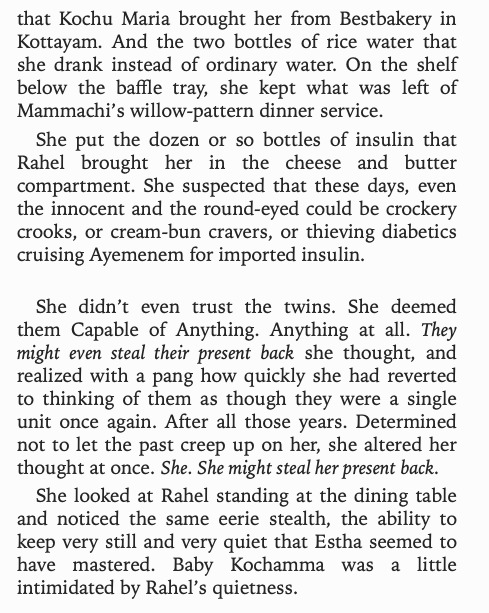 that Kochu Maria brought her from Bestbakery in
Kottayam. And the two bottles of rice water that
she drank instead of ordinary water. On the shelf
below the baffle tray, she kept what was left of
Mammachi’s willow-pattern dinner service.
She put the dozen or so bottles of insulin that
Rahel brought her in the cheese and butter
compartment. She suspected that these days, even
the innocent and the round-eyed could be crockery
crooks, or cream-bun cravers, or thieving diabetics
cruising Ayemenem for imported insulin.
She didn’t even trust the twins. She deemed
them Capable of Anything. Anything at all. They
might even steal their present back she thought, and
realized with a pang how quickly she had reverted
to thinking of them as though they were a single
unit once again. After all those years. Determined
not to let the past creep up on her, she altered her
thought at once. She. She might steal her present back.
She looked at Rahel standing at the dining table
and noticed the same eerie stealth, the ability to
keep very still and very quiet that Estha seemed to
have mastered. Baby Kochamma was a little
intimidated by Rahel’s quietness.